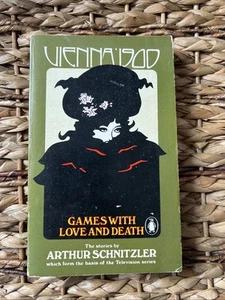 VIENNA 1900
GAMES WITH
LOVE AND DEATH
The stories by
ARTHUR SCHNITZLER
which form the basis of the Television series